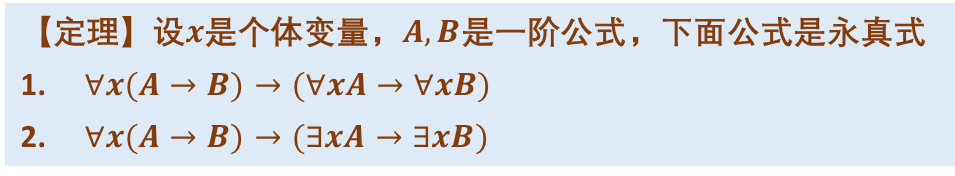 【定理】设x是个体变量，A, B是一阶公式，下面公式是永真式
1. ∀x(A → B) → (∀xA → ∀xB)
2. ∀x(A → B) → (∃xA → ∃xB)